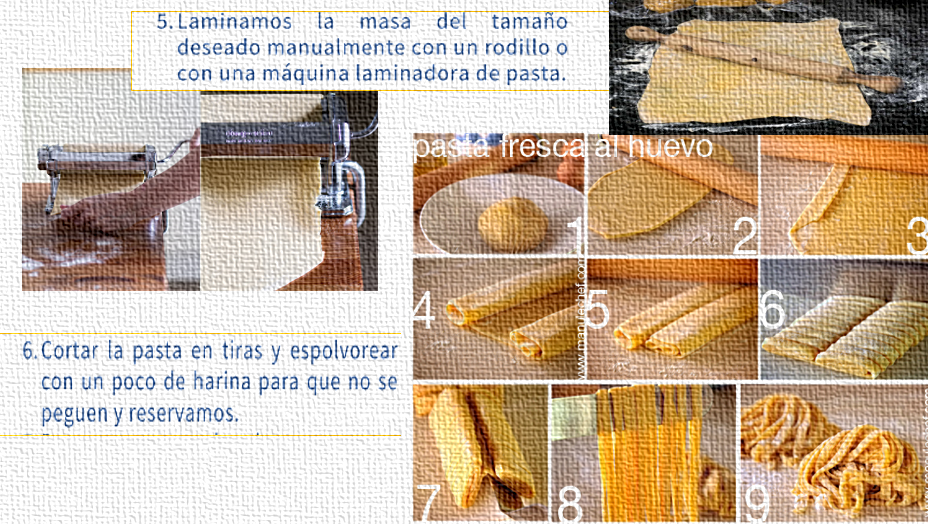 5. Laminamos la masa del tamaño
deseado manualmente con un rodillo o
con una máquina laminadora de pasta.
pasta fresca al huevo
1
2
3
4
5
6
www.manuelchef.com
6. Cortar la pasta en tiras y espolvorear
con un poco de harina para que no se
peguen y reservamos.
7
8
9